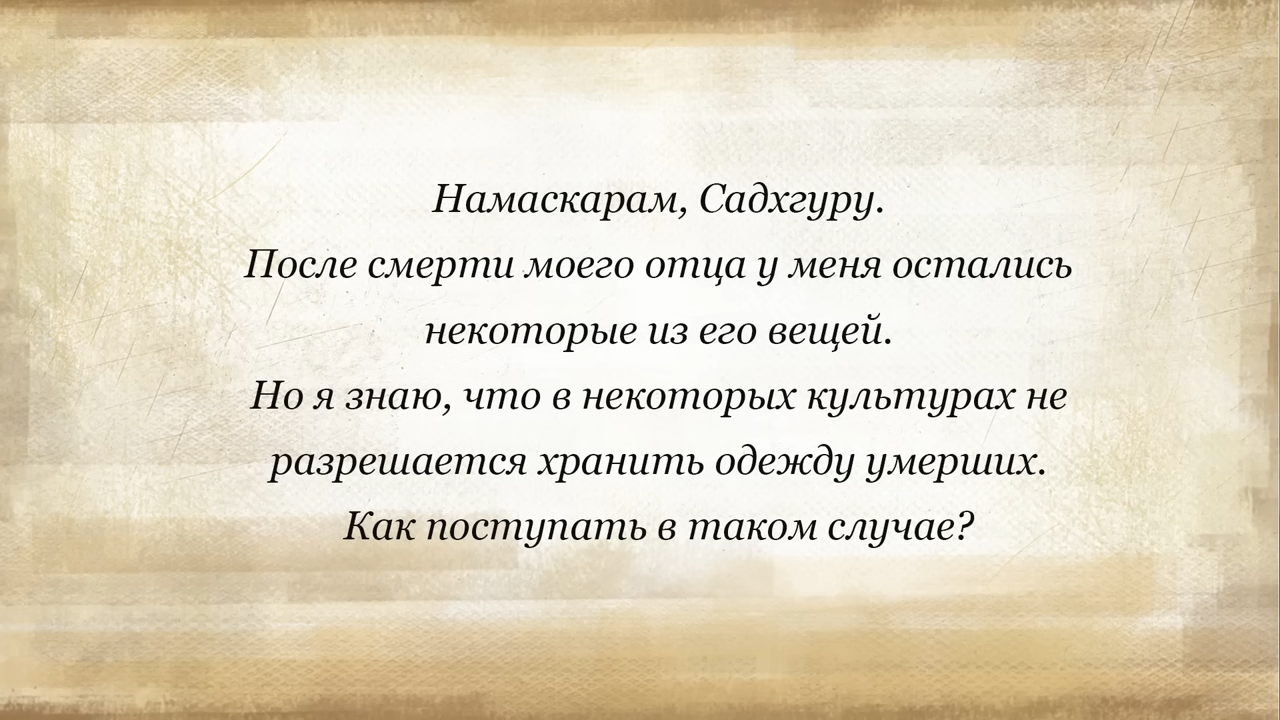 Намаскарам, Садхгуру.
После смерти моего отца у меня остались
некоторые из его вещей.
Но я знаю, что в некоторых культурах не
разрешается хранить одежду умерших.
Как поступать в таком случае?